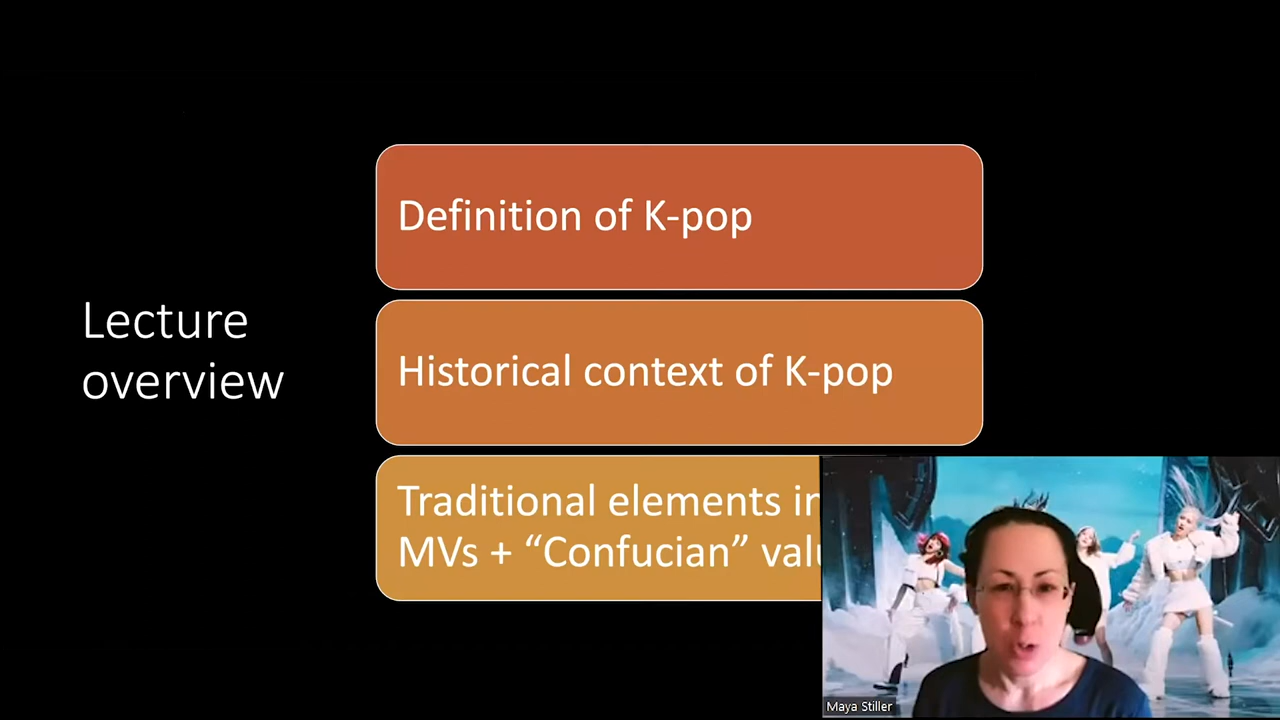 Lecture
overview
Definition of K-pop
Historical context of K-pop
Traditional elements in
MVs + “Confucian”
Maya Stiller